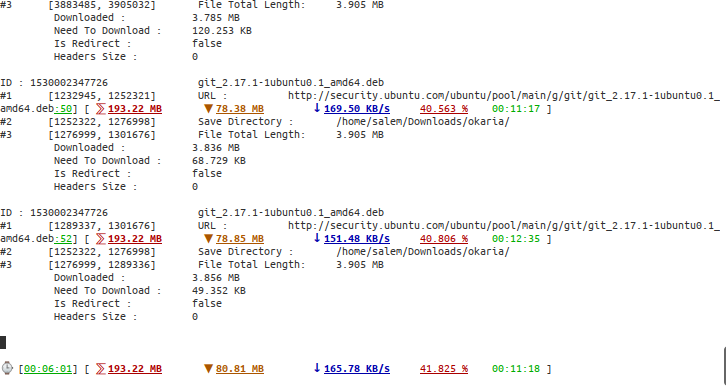 #3 [3883485, 3905032] File Total Length: 3.905 MB
Downloaded : 3.785 MB
Need To Download : 120.253 KB
Is Redirect : false
Headers Size : 0
ID : 1530002347726 git_2.17.1-1ubuntu0.1_amd64.deb
#1 [1232945, 1252321] URL : http://security.ubuntu.com/ubuntu/pool/main/g/git/git_2.17.1-1ubuntu0.1_
amd64.deb:50] [ ⅀ 193.22 MB ▼78.38 MB ↓169.50 KB/s 40.563 % 00:11:17 ]
#2 [1252322, 1276998] Save Directory : /home/salem/Downloads/okaria/
#3 [1276999, 1301676] File Total Length: 3.905 MB
Downloaded : 3.836 MB
Need To Download : 68.729 KB
Is Redirect : false
Headers Size : 0
ID : 1530002347726 git_2.17.1-1ubuntu0.1_amd64.deb
#1 [1289337, 1301676] URL : http://security.ubuntu.com/ubuntu/pool/main/g/git/git_2.17.1-1ubuntu0.1_
amd64.deb:52] [ ⅀ 193.22 MB ▼78.85 MB ↓151.48 KB/s 40.806 % 00:12:35 ]
#2 [1252322, 1276998] Save Directory : /home/salem/Downloads/okaria/
#3 [1276999, 1289336] File Total Length: 3.905 MB
Downloaded : 3.856 MB
Need To Download : 49.352 KB
Is Redirect : false
Headers Size : 0
⌚ [00:06:01] [ ⅀ 193.22 MB ▼80.81 MB ↓165.78 KB/s 41.825 % 00:11:18 ]